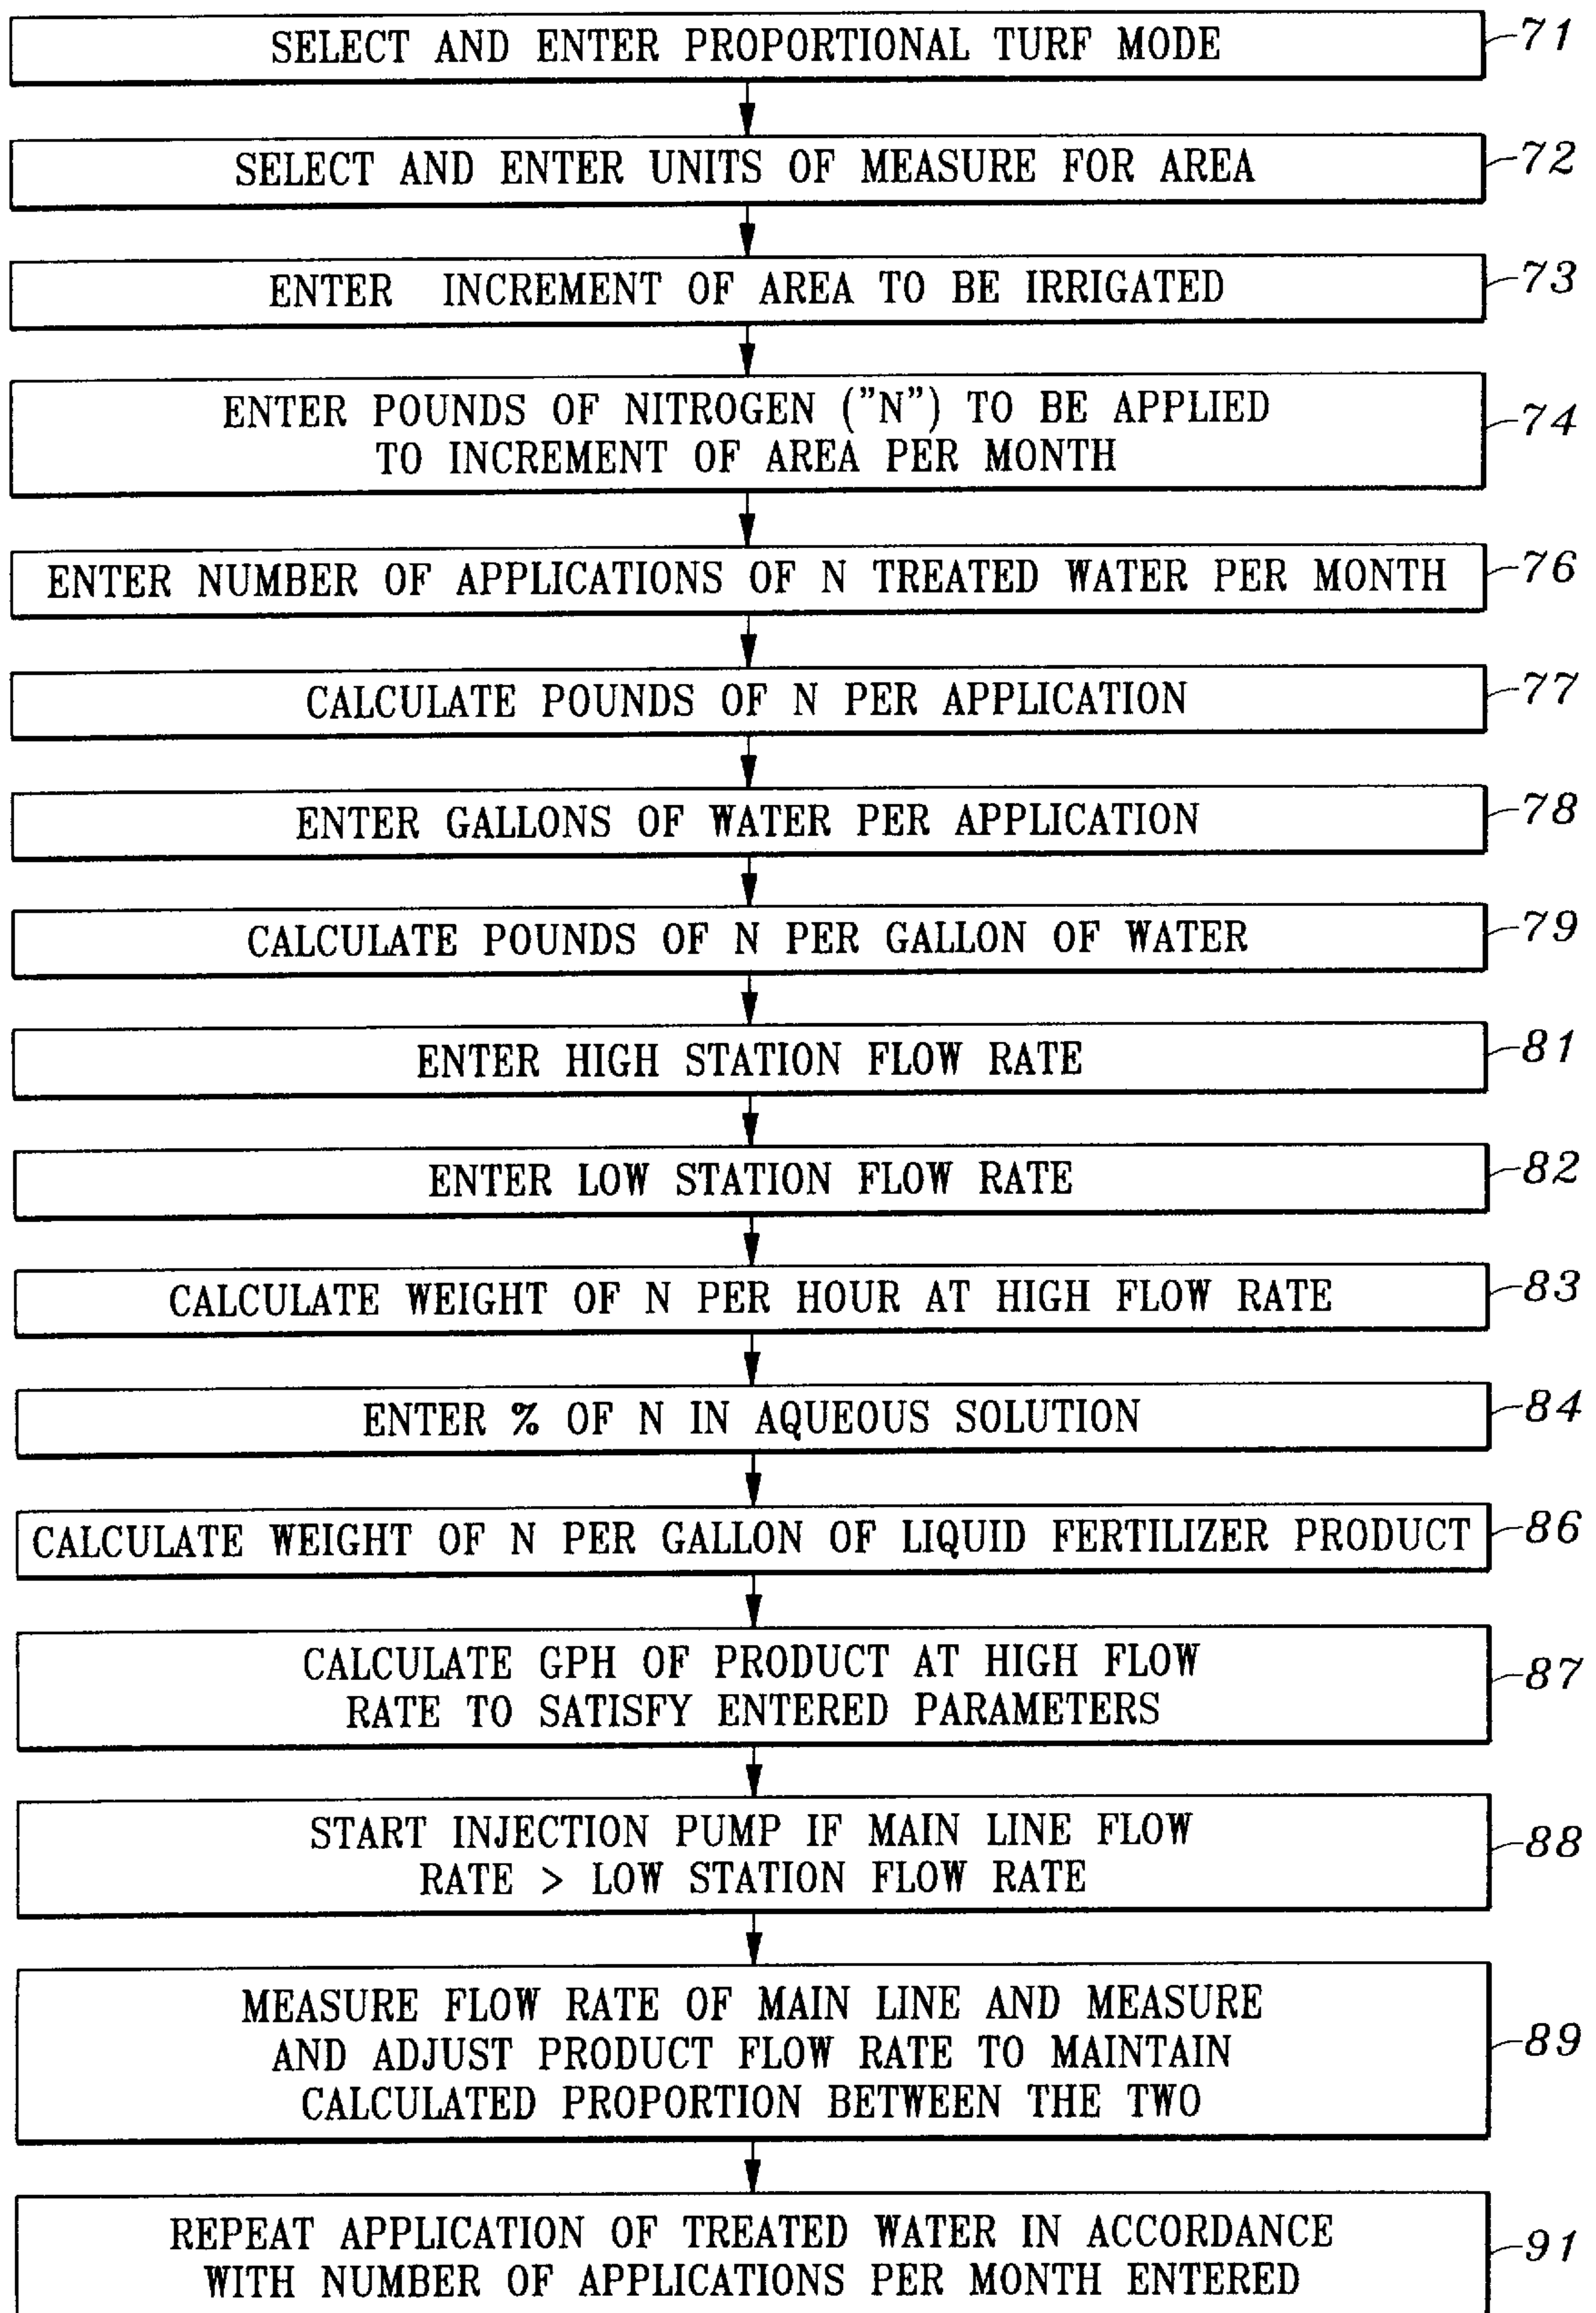 SELECT AND ENTER PROPORTIONAL TURF MODE 71
SELECT AND ENTER UNITS OF MEASURE FOR AREA 72
ENTER INCREMENT OF AREA TO BE IRRIGATED 73
ENTER POUNDS OF NITROGEN ("N") TO BE APPLIED
TO INCREMENT OF AREA PER MONTH
74
ENTER NUMBER OF APPLICATIONS OF N TREATED WATER PER MONTH 76
CALCULATE POUNDS OF N PER APPLICATION 77
ENTER GALLONS OF WATER PER APPLICATION 78
CALCULATE POUNDS OF N PER GALLON OF WATER 79
ENTER HIGH STATION FLOW RATE 81
ENTER LOW STATION FLOW RATE 82
CALCULATE WEIGHT OF N PER HOUR AT HIGH FLOW RATE 83
ENTER % OF N IN AQUEOUS SOLUTION 84
CALCULATE WEIGHT OF N PER GALLON OF LIQUID FERTILIZER PRODUCT 86
CALCULATE GPH OF PRODUCT AT HIGH FLOW
RATE TO SATISFY ENTERED PARAMETERS
87
START INJECTION PUMP IF MAIN LINE FLOW
RATE > LOW STATION FLOW RATE
88
MEASURE FLOW RATE OF MAIN LINE AND MEASURE
AND ADJUST PRODUCT FLOW RATE TO MAINTAIN
CALCULATED PROPORTION BETWEEN THE TWO
89
REPEAT APPLICATION OF TREATED WATER IN ACCORDANCE
WITH NUMBER OF APPLICATIONS PER MONTH ENTERED
91